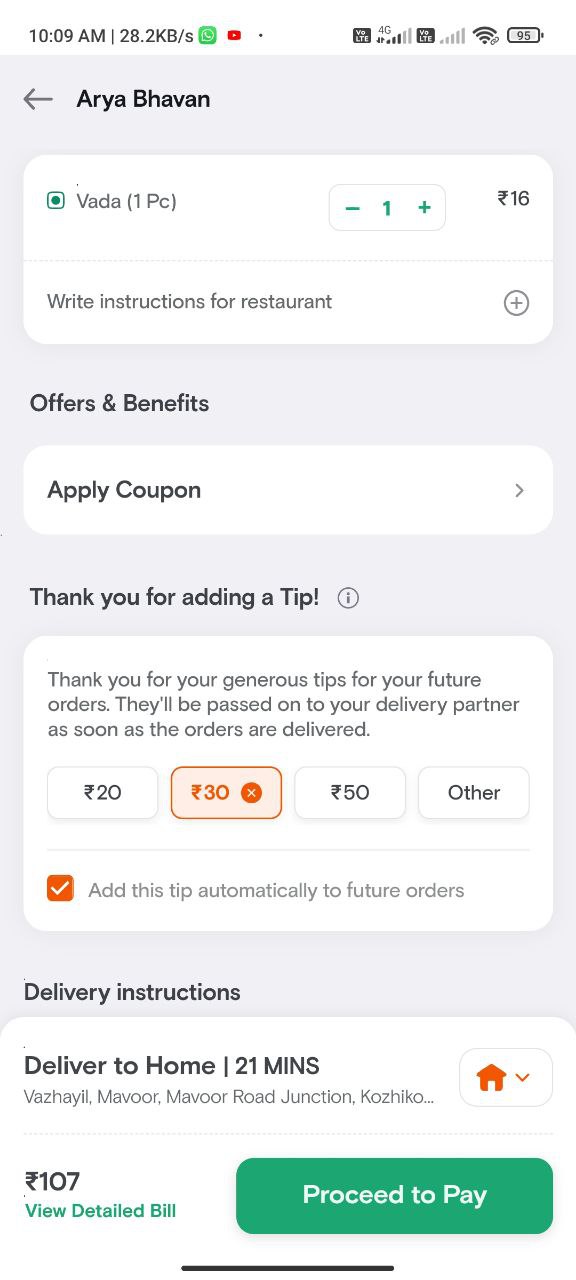 10:09 AM | 28.2KB/s
Vo LTE 4G Vo LTE 95
Arya Bhavan
Vada (1 Pc) − 1 + ₹16
Write instructions for restaurant
Offers & Benefits
Apply Coupon
Thank you for adding a Tip!
Thank you for your generous tips for your future
orders. They'll be passed on to your delivery partner
as soon as the orders are delivered.
₹20 ₹30 ₹50 Other
Add this tip automatically to future orders
Delivery instructions
Deliver to Home | 21 MINS
Vazhayil, Mavoor, Mavoor Road Junction, Kozhiko...
₹107
View Detailed Bill
Proceed to Pay